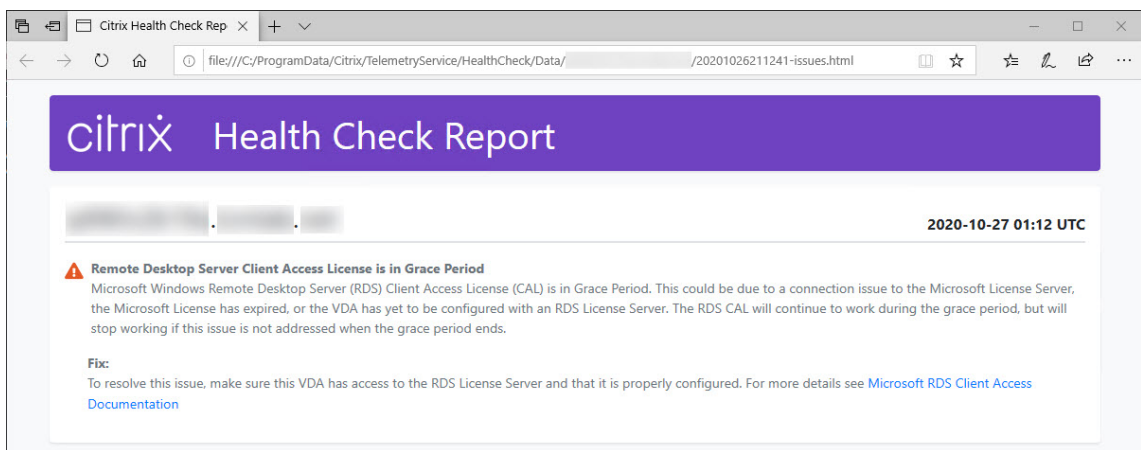 Citrix Health Check Rep
file:///C:/ProgramData/Citrix/TelemetryService/HealthCheck/Data/ /20201026211241-issues.html
citrix Health Check Report
. .
2020-10-27 01:12 UTC
Remote Desktop Server Client Access License is in Grace Period
Microsoft Windows Remote Desktop Server (RDS) Client Access License (CAL) is in Grace Period. This could be due to a connection issue to the Microsoft License Server,
the Microsoft License has expired, or the VDA has yet to be configured with an RDS License Server. The RDS CAL will continue to work during the grace period, but will
stop working if this issue is not addressed when the grace period ends.
Fix:
To resolve this issue, make sure this VDA has access to the RDS License Server and that it is properly configured. For more details see Microsoft RDS Client Access
Documentation